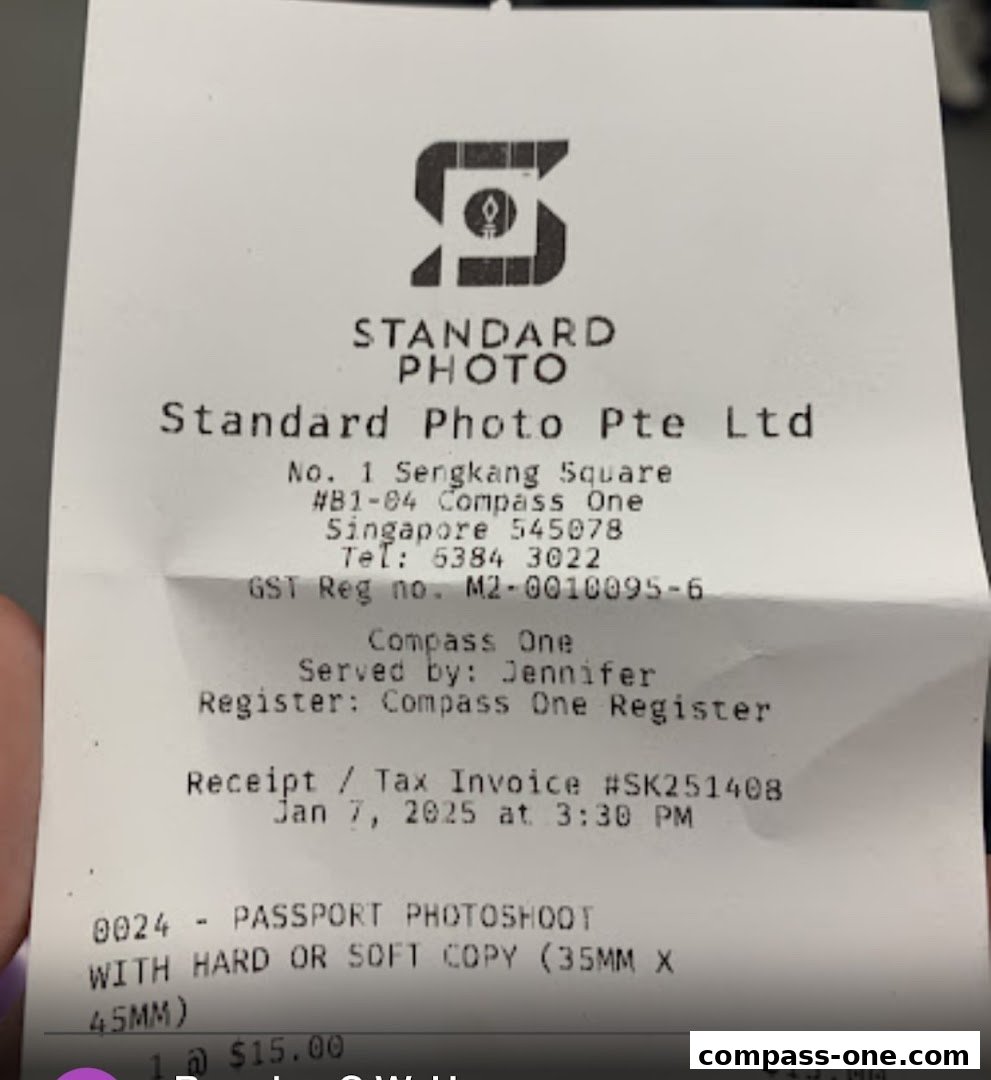 STANDARD
PHOTO
Standard Photo Pte Ltd
No. 1 Sengkang Square
#B1-04 Compass One
Singapore 545078
Tel: 6384 3022
GST Reg no. M2-0010095-6
Compass One
Served by: Jennifer
Register: Compass One Register
Receipt / Tax Invoice #SK251408
Jan 7, 2025 at 3:30 PM
0024 - PASSPORT PHOTOSHOOT
WITH HARD OR SOFT COPY (35MM X
45MM)
1 @ $15.00
compass-one.com